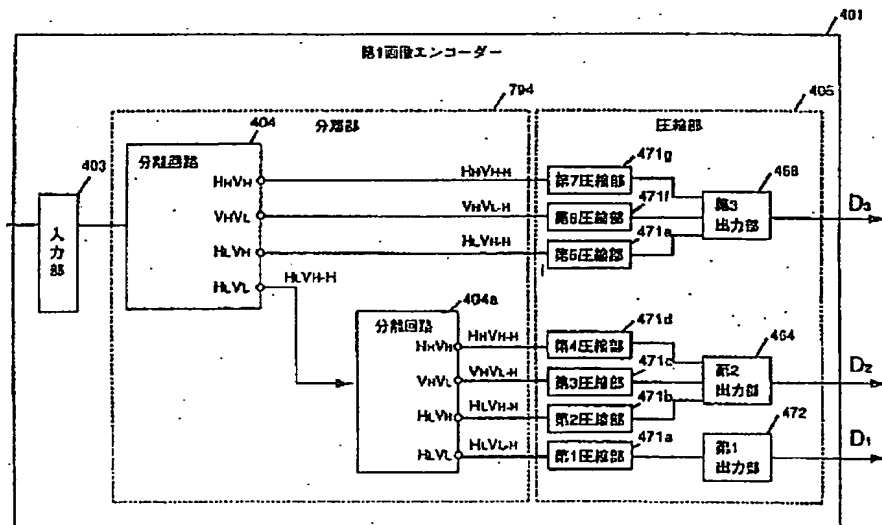 401
第1画像エンコーダー
794
405
404
分離部
圧縮部
403
分離回路
471g
HHVH
HHVH-H
第7圧縮部
468
471f
入力部
VHVL
VHVL-H
第6圧縮部
第3出力部
D3
471e
HLVH
HLVH-H
第5圧縮部
HLVL
HLVH-H
404a
分離回路
471d
HHVH
HHVH-H
第4圧縮部
464
471c
VHVL
VHVL-H
第3圧縮部
第2出力部
D2
471b
HLVH
HLVH-H
第2圧縮部
472
471a
HLVL
HLVL-H
第1圧縮部
第1出力部
D1